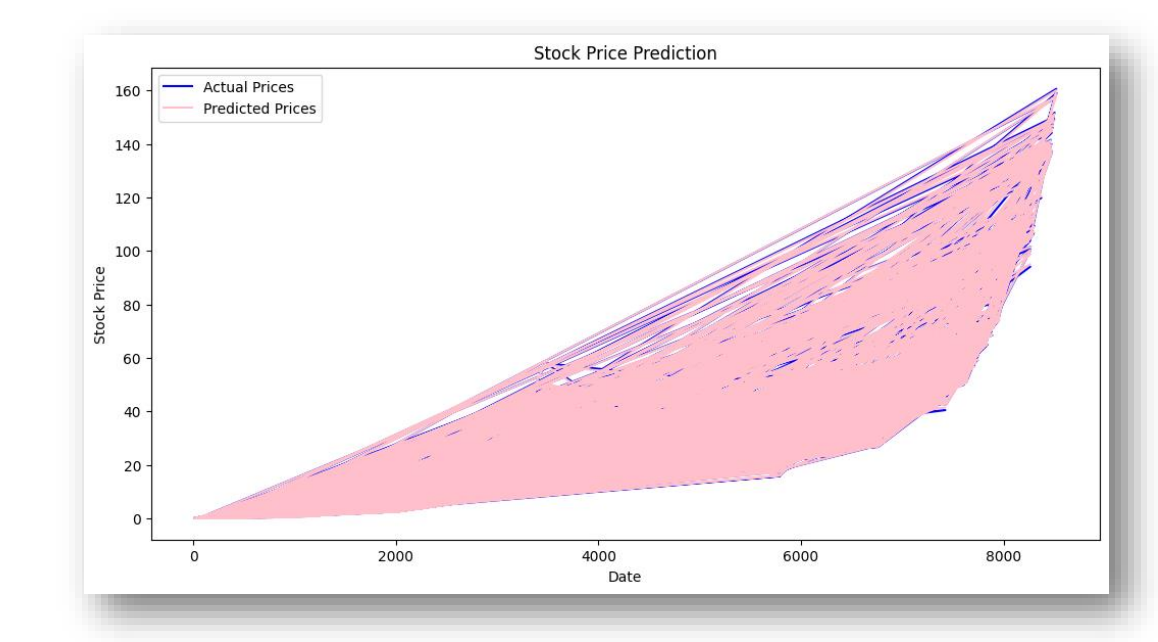 Stock Price Prediction
Actual Prices
Predicted Prices
160
140
120
100
80
60
40
20
0
Stock Price
0 2000 4000 6000 8000
Date